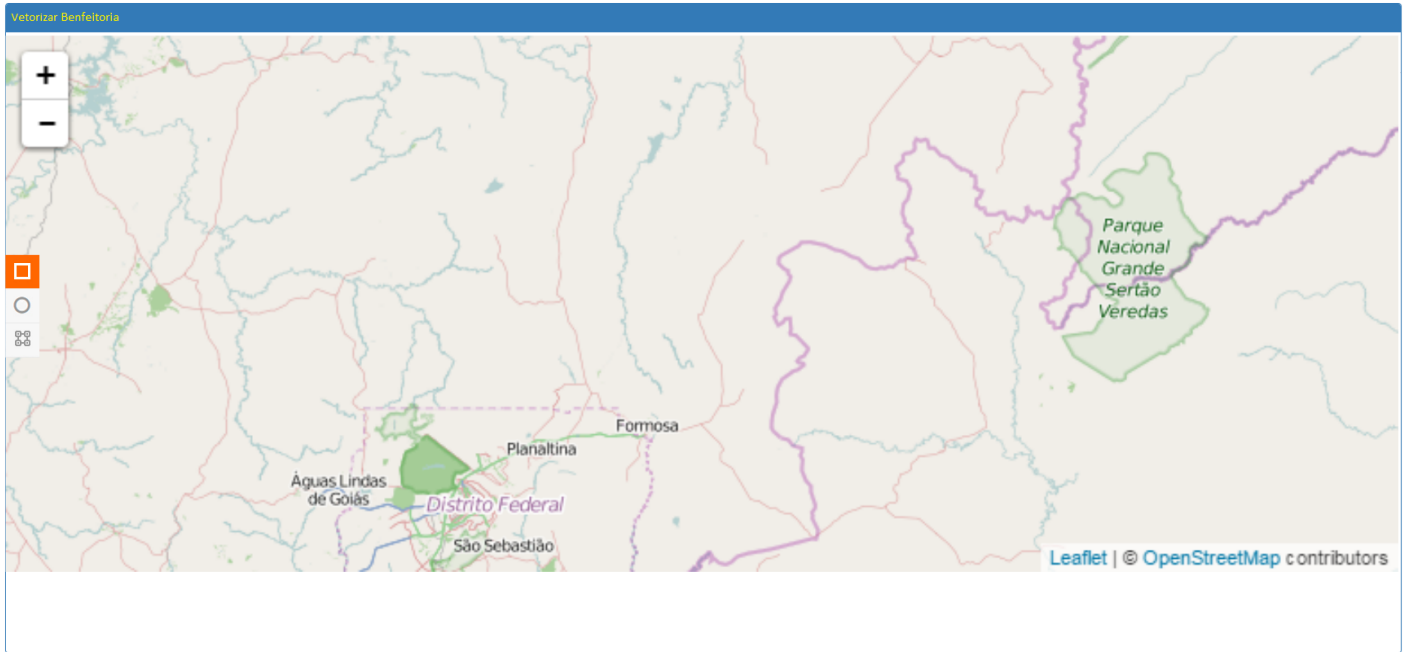 Vetorizar Benfeitoria
+
−
Parque
Nacional
Grande
Sertão
Veredas
Formosa
Planaltina
Águas Lindas
de Goiás
Distrito Federal
São Sebastião
Leaflet | © OpenStreetMap contributors